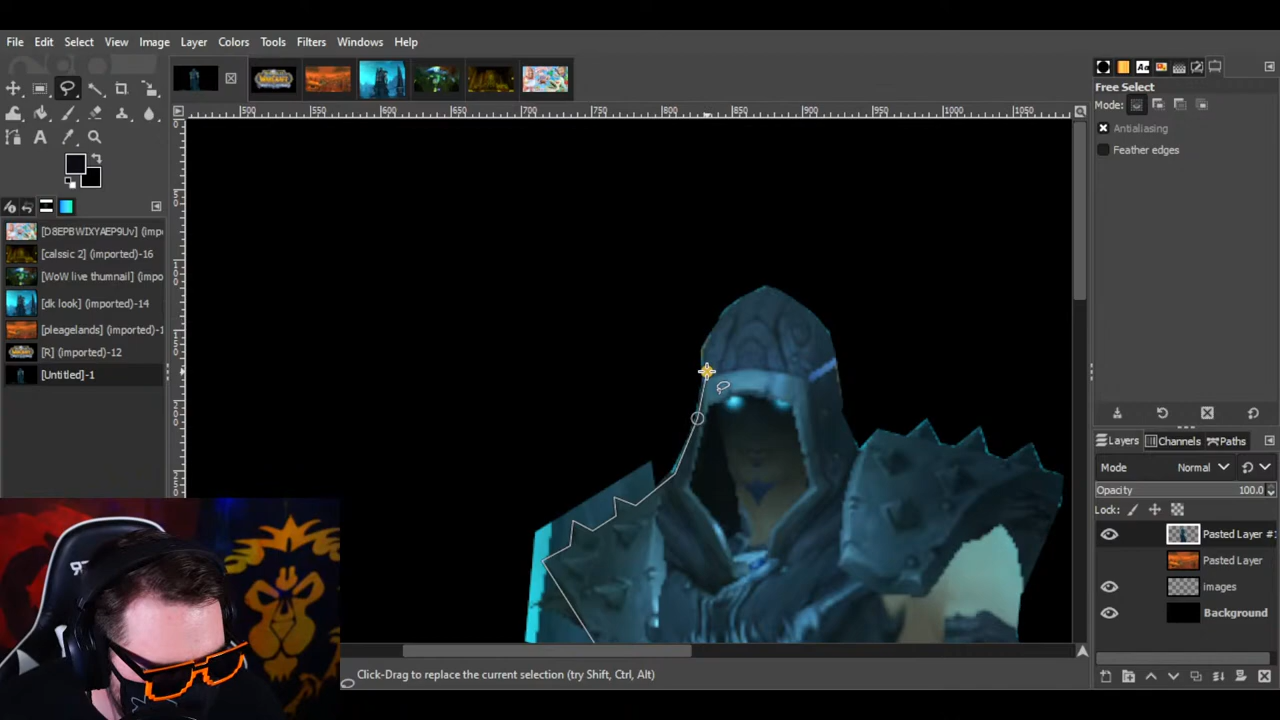 File Edit Select View Image Layer Colors Tools Filters Windows Help
500 550 600 650 700 750 800 850 900 950 1000 1050
Free Select
Mode:
Antialiasing
Feather edges
[D8EPBWIXYAEP9Uv] (impo
[calssic 2] (imported)-16
[WoW live thumnail] (impo
[dk look] (imported)-14
[pleagelands] (imported)-1
[R] (imported)-12
[Untitled]-1
Layers Channels Paths
Mode Normal
Opacity 100.0
Lock:
Pasted Layer #
Pasted Layer
images
Background
Click-Drag to replace the current selection (try Shift, Ctrl, Alt)